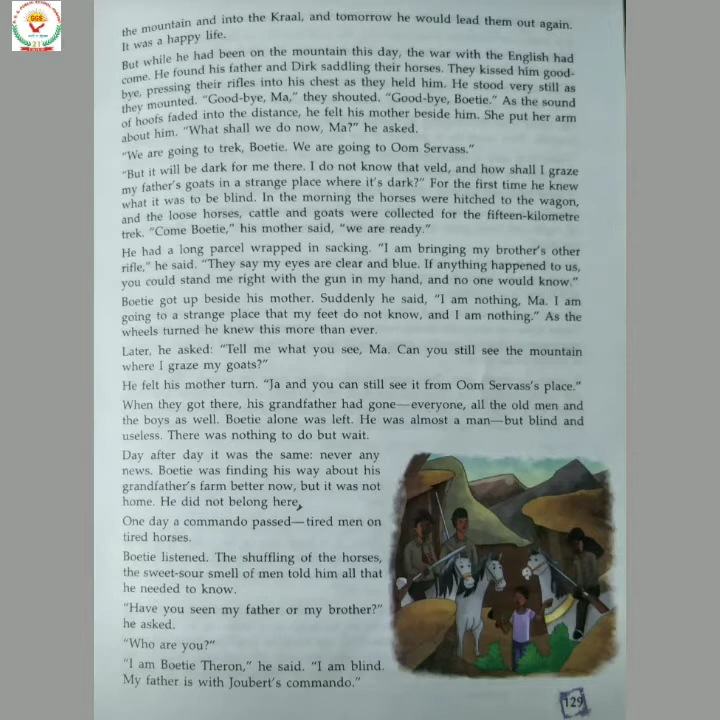 GGS
the mountain and into the Kraal, and tomorrow he would lead them out again.
It was a happy life.
But while he had been on the mountain this day, the war with the English had
come. He found his father and Dirk saddling their horses. They kissed him good-
bye, pressing their rifles into his chest as they held him. He stood very still as
they mounted. “Good-bye, Ma,” they shouted. “Good-bye, Boetie.” As the sound
of hoofs faded into the distance, he felt his mother beside him. She put her arm
about him. “What shall we do now, Ma?” he asked.
“We are going to trek, Boetie. We are going to Oom Servass.”
“But it will be dark for me there. I do not know that veld, and how shall I graze
my father’s goats in a strange place where it’s dark?” For the first time he knew
what it was to be blind. In the morning the horses were hitched to the wagon,
and the loose horses, cattle and goats were collected for the fifteen-kilometre
trek. “Come Boetie,” his mother said, “we are ready.”
He had a long parcel wrapped in sacking. “I am bringing my brother’s other
rifle,” he said. “They say my eyes are clear and blue. If anything happened to us,
you could stand me right with the gun in my hand, and no one would know.”
Boetie got up beside his mother. Suddenly he said, “I am nothing, Ma. I am
going to a strange place that my feet do not know, and I am nothing.” As the
wheels turned he knew this more than ever.
Later, he asked: “Tell me what you see, Ma. Can you still see the mountain
where I graze my goats?”
He felt his mother turn. “Ja and you can still see it from Oom Servass’s place.”
When they got there, his grandfather had gone—everyone, all the old men and
the boys as well. Boetie alone was left. He was almost a man—but blind and
useless. There was nothing to do but wait.
Day after day it was the same: never any
news. Boetie was finding his way about his
grandfather’s farm better now, but it was not
home. He did not belong here,
One day a commando passed—tired men on
tired horses.
Boetie listened. The shuffling of the horses,
the sweet-sour smell of men told him all that
he needed to know.
“Have you seen my father or my brother?”
he asked.
“Who are you?”
“I am Boetie Theron,” he said. “I am blind.
My father is with Joubert’s commando.”
129